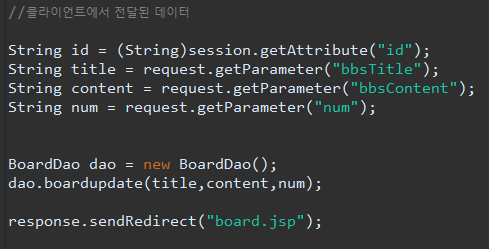 //클라이언트에서 전달된 데이터
String id = (String)session.getAttribute("id");
String title = request.getParameter("bbsTitle");
String content = request.getParameter("bbsContent");
String num = request.getParameter("num");
BoardDao dao = new BoardDao();
dao.boardupdate(title,content,num);
response.sendRedirect("board.jsp");